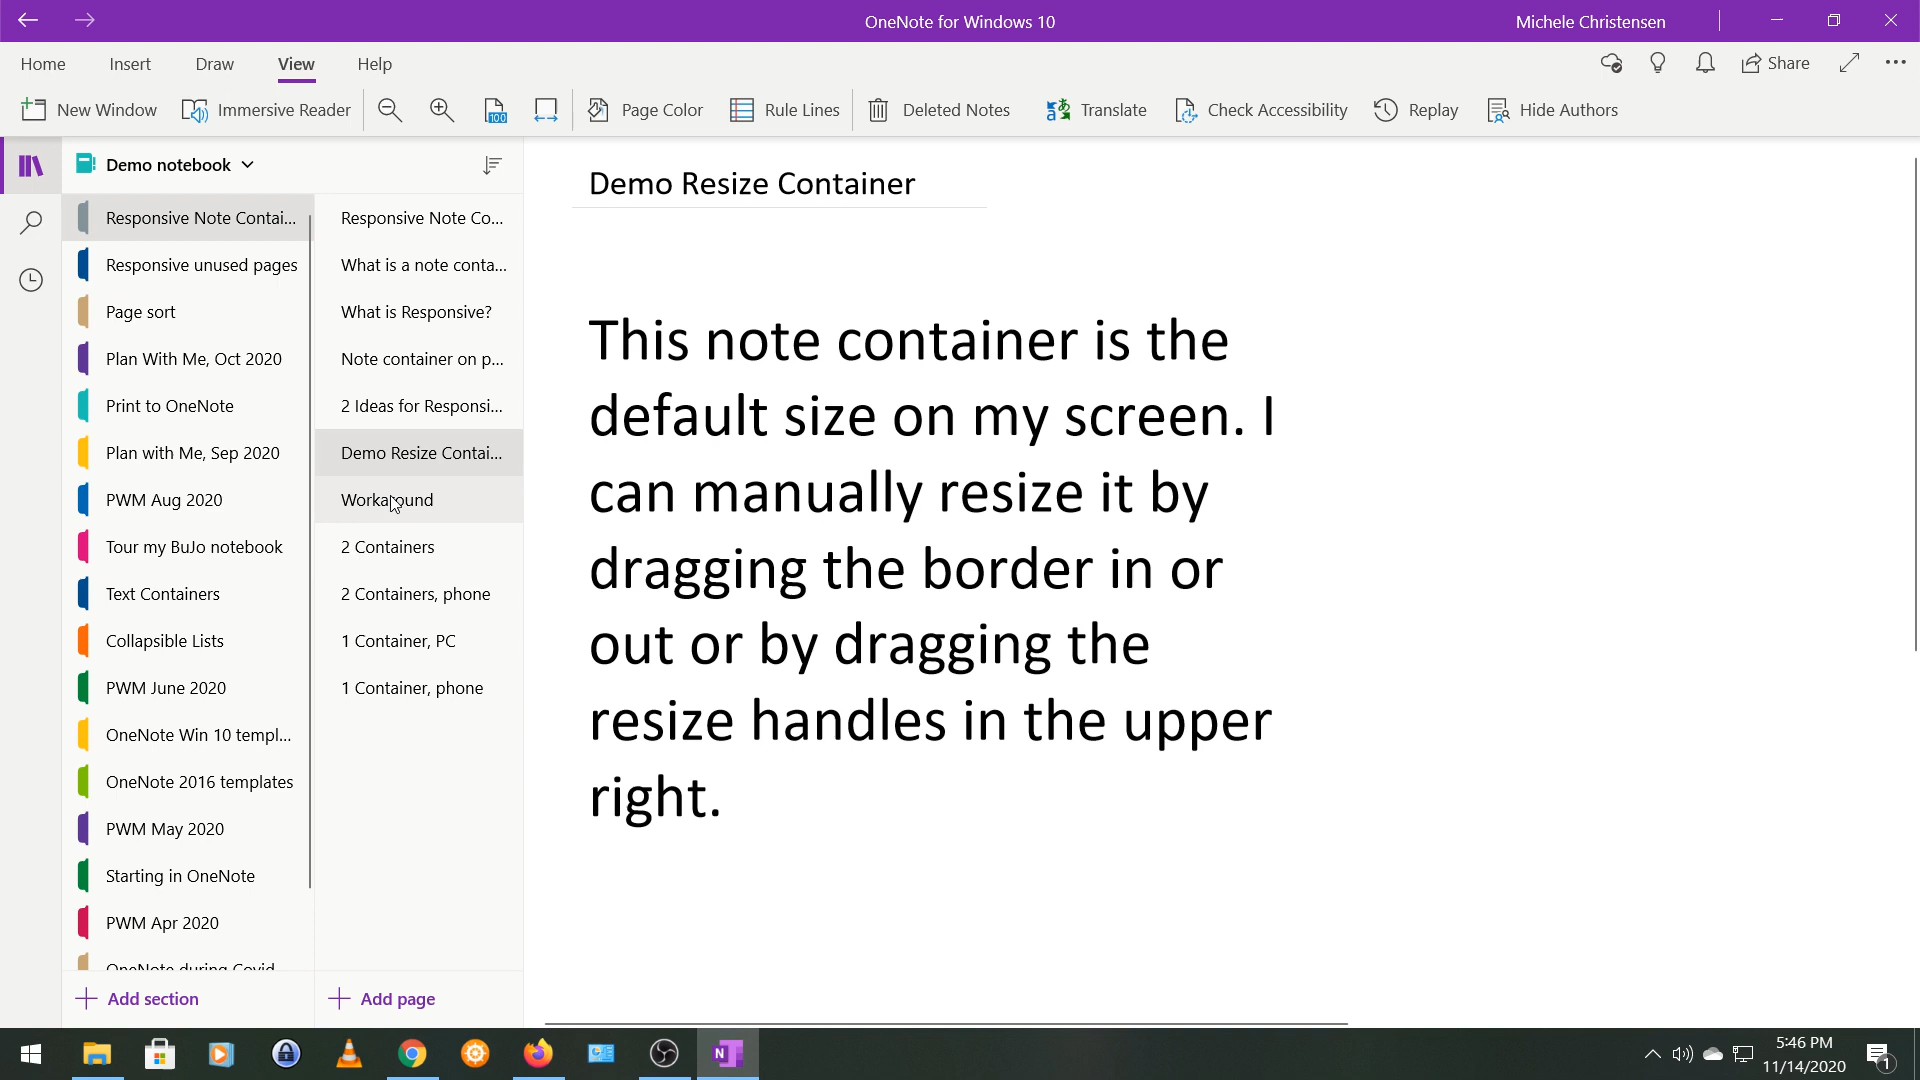 OneNote for Windows 10
Michele Christensen
Home Insert Draw View Help
Share
New Window Immersive Reader 100 Page Color Rule Lines Deleted Notes Translate Check Accessibility Replay Hide Authors
Demo notebook
Responsive Note Contai...
Responsive unused pages
Page sort
Plan With Me, Oct 2020
Print to OneNote
Plan with Me, Sep 2020
PWM Aug 2020
Tour my BuJo notebook
Text Containers
Collapsible Lists
PWM June 2020
OneNote Win 10 templ...
OneNote 2016 templates
PWM May 2020
Starting in OneNote
PWM Apr 2020
OneNote during Covid
Add section
Responsive Note Co...
What is a note conta...
What is Responsive?
Note container on p...
2 Ideas for Responsi...
Demo Resize Contai...
Workaround
2 Containers
2 Containers, phone
1 Container, PC
1 Container, phone
Add page
Demo Resize Container
This note container is the
default size on my screen. I
can manually resize it by
dragging the border in or
out or by dragging the
resize handles in the upper
right.
5:46 PM
11/14/2020
1